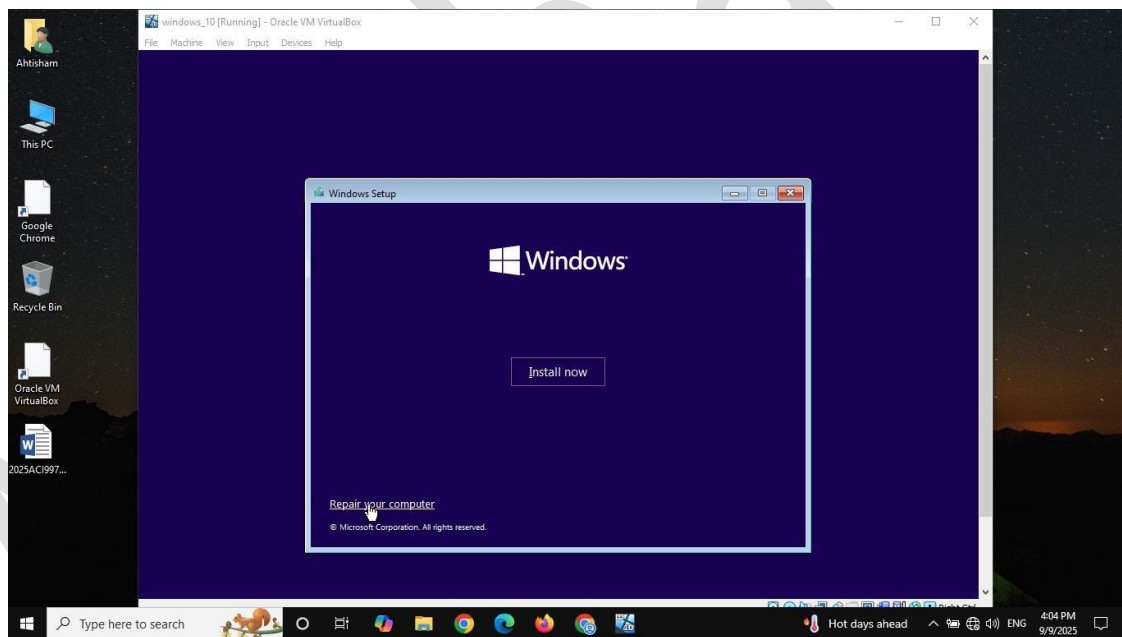 windows_10 [Running] - Oracle VM VirtualBox
File Machine View Input Devices Help
Ahtisham
This PC
Google
Chrome
Recycle Bin
Oracle VM
VirtualBox
W
2025ACI997...
Windows Setup
Windows
Install now
Repair your computer
© Microsoft Corporation. All rights reserved.
Type here to search
Hot days ahead
ENG
4:04 PM
9/9/2025